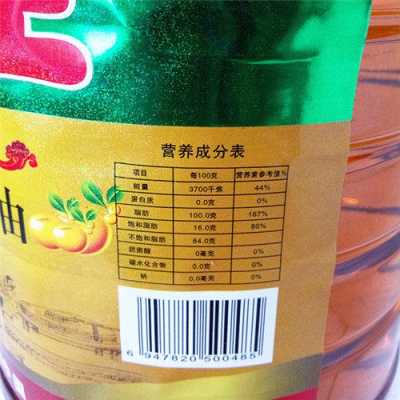 油
营养成分表
项目 每100克 营养素参考值%
能量 3700千焦 44%
蛋白质 0.0克 0%
脂肪 100.0克 167%
饱和脂肪 16.0克 80%
不饱和脂肪 84.0克
胆固醇 0毫克 0%
碳水化合物 0.0克 0%
钠 0.0毫克 0%
6 947820 500485